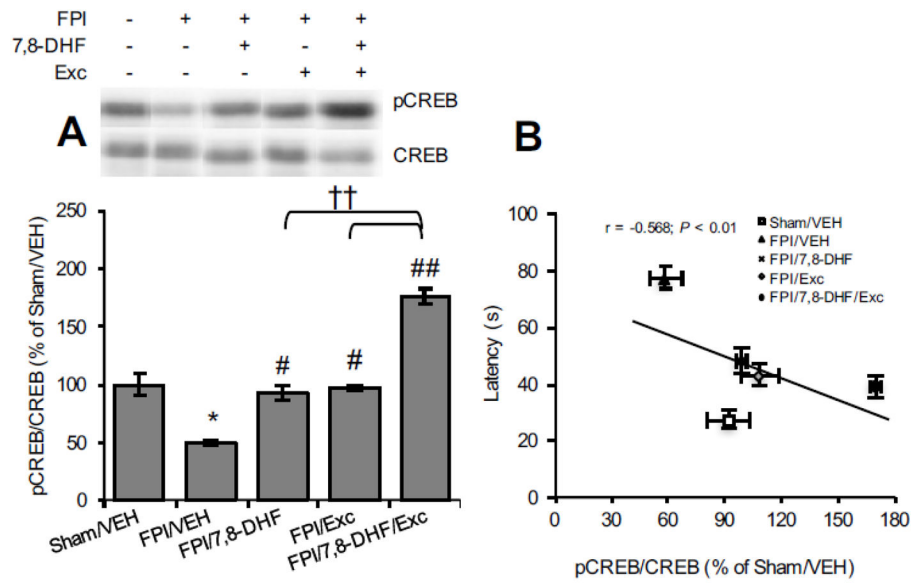 FPI - + + + +
7,8-DHF - - + - +
Exc - - - + +
pCREB
CREB
A
B
pCREB/CREB (% of Sham/VEH)
250
200
150
100
50
0
*
#
#
##
††
Sham/VEH
FPI/VEH
FPI/7,8-DHF
FPI/Exc
FPI/7,8-DHF/Exc
Latency (s)
100
80
60
40
20
0
r = -0.568; P < 0.01
Sham/VEH
FPI/VEH
FPI/7,8-DHF
FPI/Exc
FPI/7,8-DHF/Exc
0 30 60 90 120 150 180
pCREB/CREB (% of Sham/VEH)